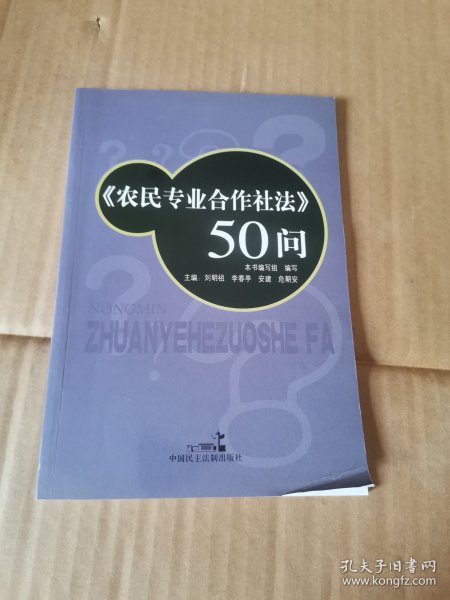 《农民专业合作社法》
50问
本书编写组 编写
主编：刘明祖 李春亭 安建 危朝安
NONGMIN
ZHUANYEHEZUOSHE FA
中国民主法制出版社
孔夫子旧书网
www.kongfz.com